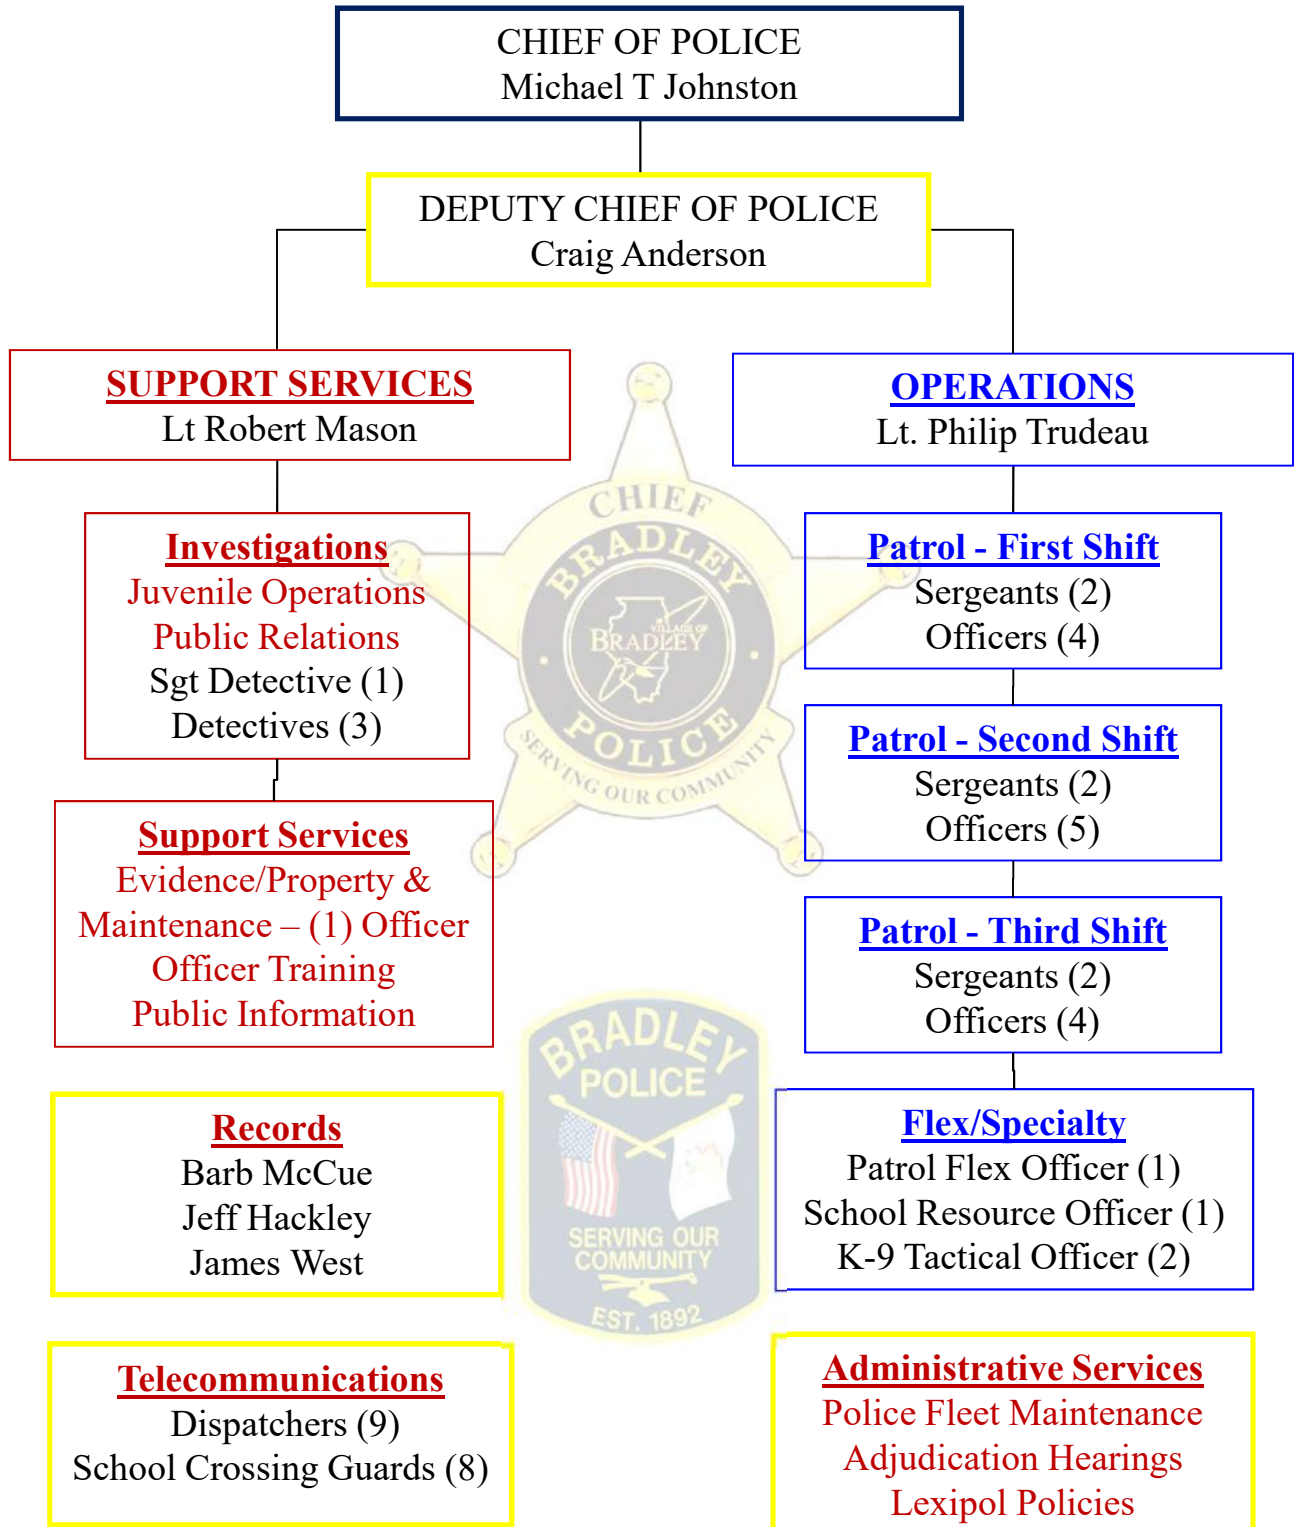 CHIEF OF POLICE
Michael T Johnston
DEPUTY CHIEF OF POLICE
Craig Anderson
SUPPORT SERVICES
Lt Robert Mason
OPERATIONS
Lt. Philip Trudeau
Investigations
Juvenile Operations
Public Relations
Sgt Detective (1)
Detectives (3)
Support Services
Evidence/Property &
Maintenance – (1) Officer
Officer Training
Public Information
Records
Barb McCue
Jeff Hackley
James West
Telecommunications
Dispatchers (9)
School Crossing Guards (8)
CHIEF
BRADLEY
VILLAGE OF
BRADLEY
POLICE
SERVING OUR COMMUNITY
BRADLEY
POLICE
SERVING OUR
COMMUNITY
EST. 1892
Patrol - First Shift
Sergeants (2)
Officers (4)
Patrol - Second Shift
Sergeants (2)
Officers (5)
Patrol - Third Shift
Sergeants (2)
Officers (4)
Flex/Specialty
Patrol Flex Officer (1)
School Resource Officer (1)
K-9 Tactical Officer (2)
Administrative Services
Police Fleet Maintenance
Adjudication Hearings
Lexipol Policies